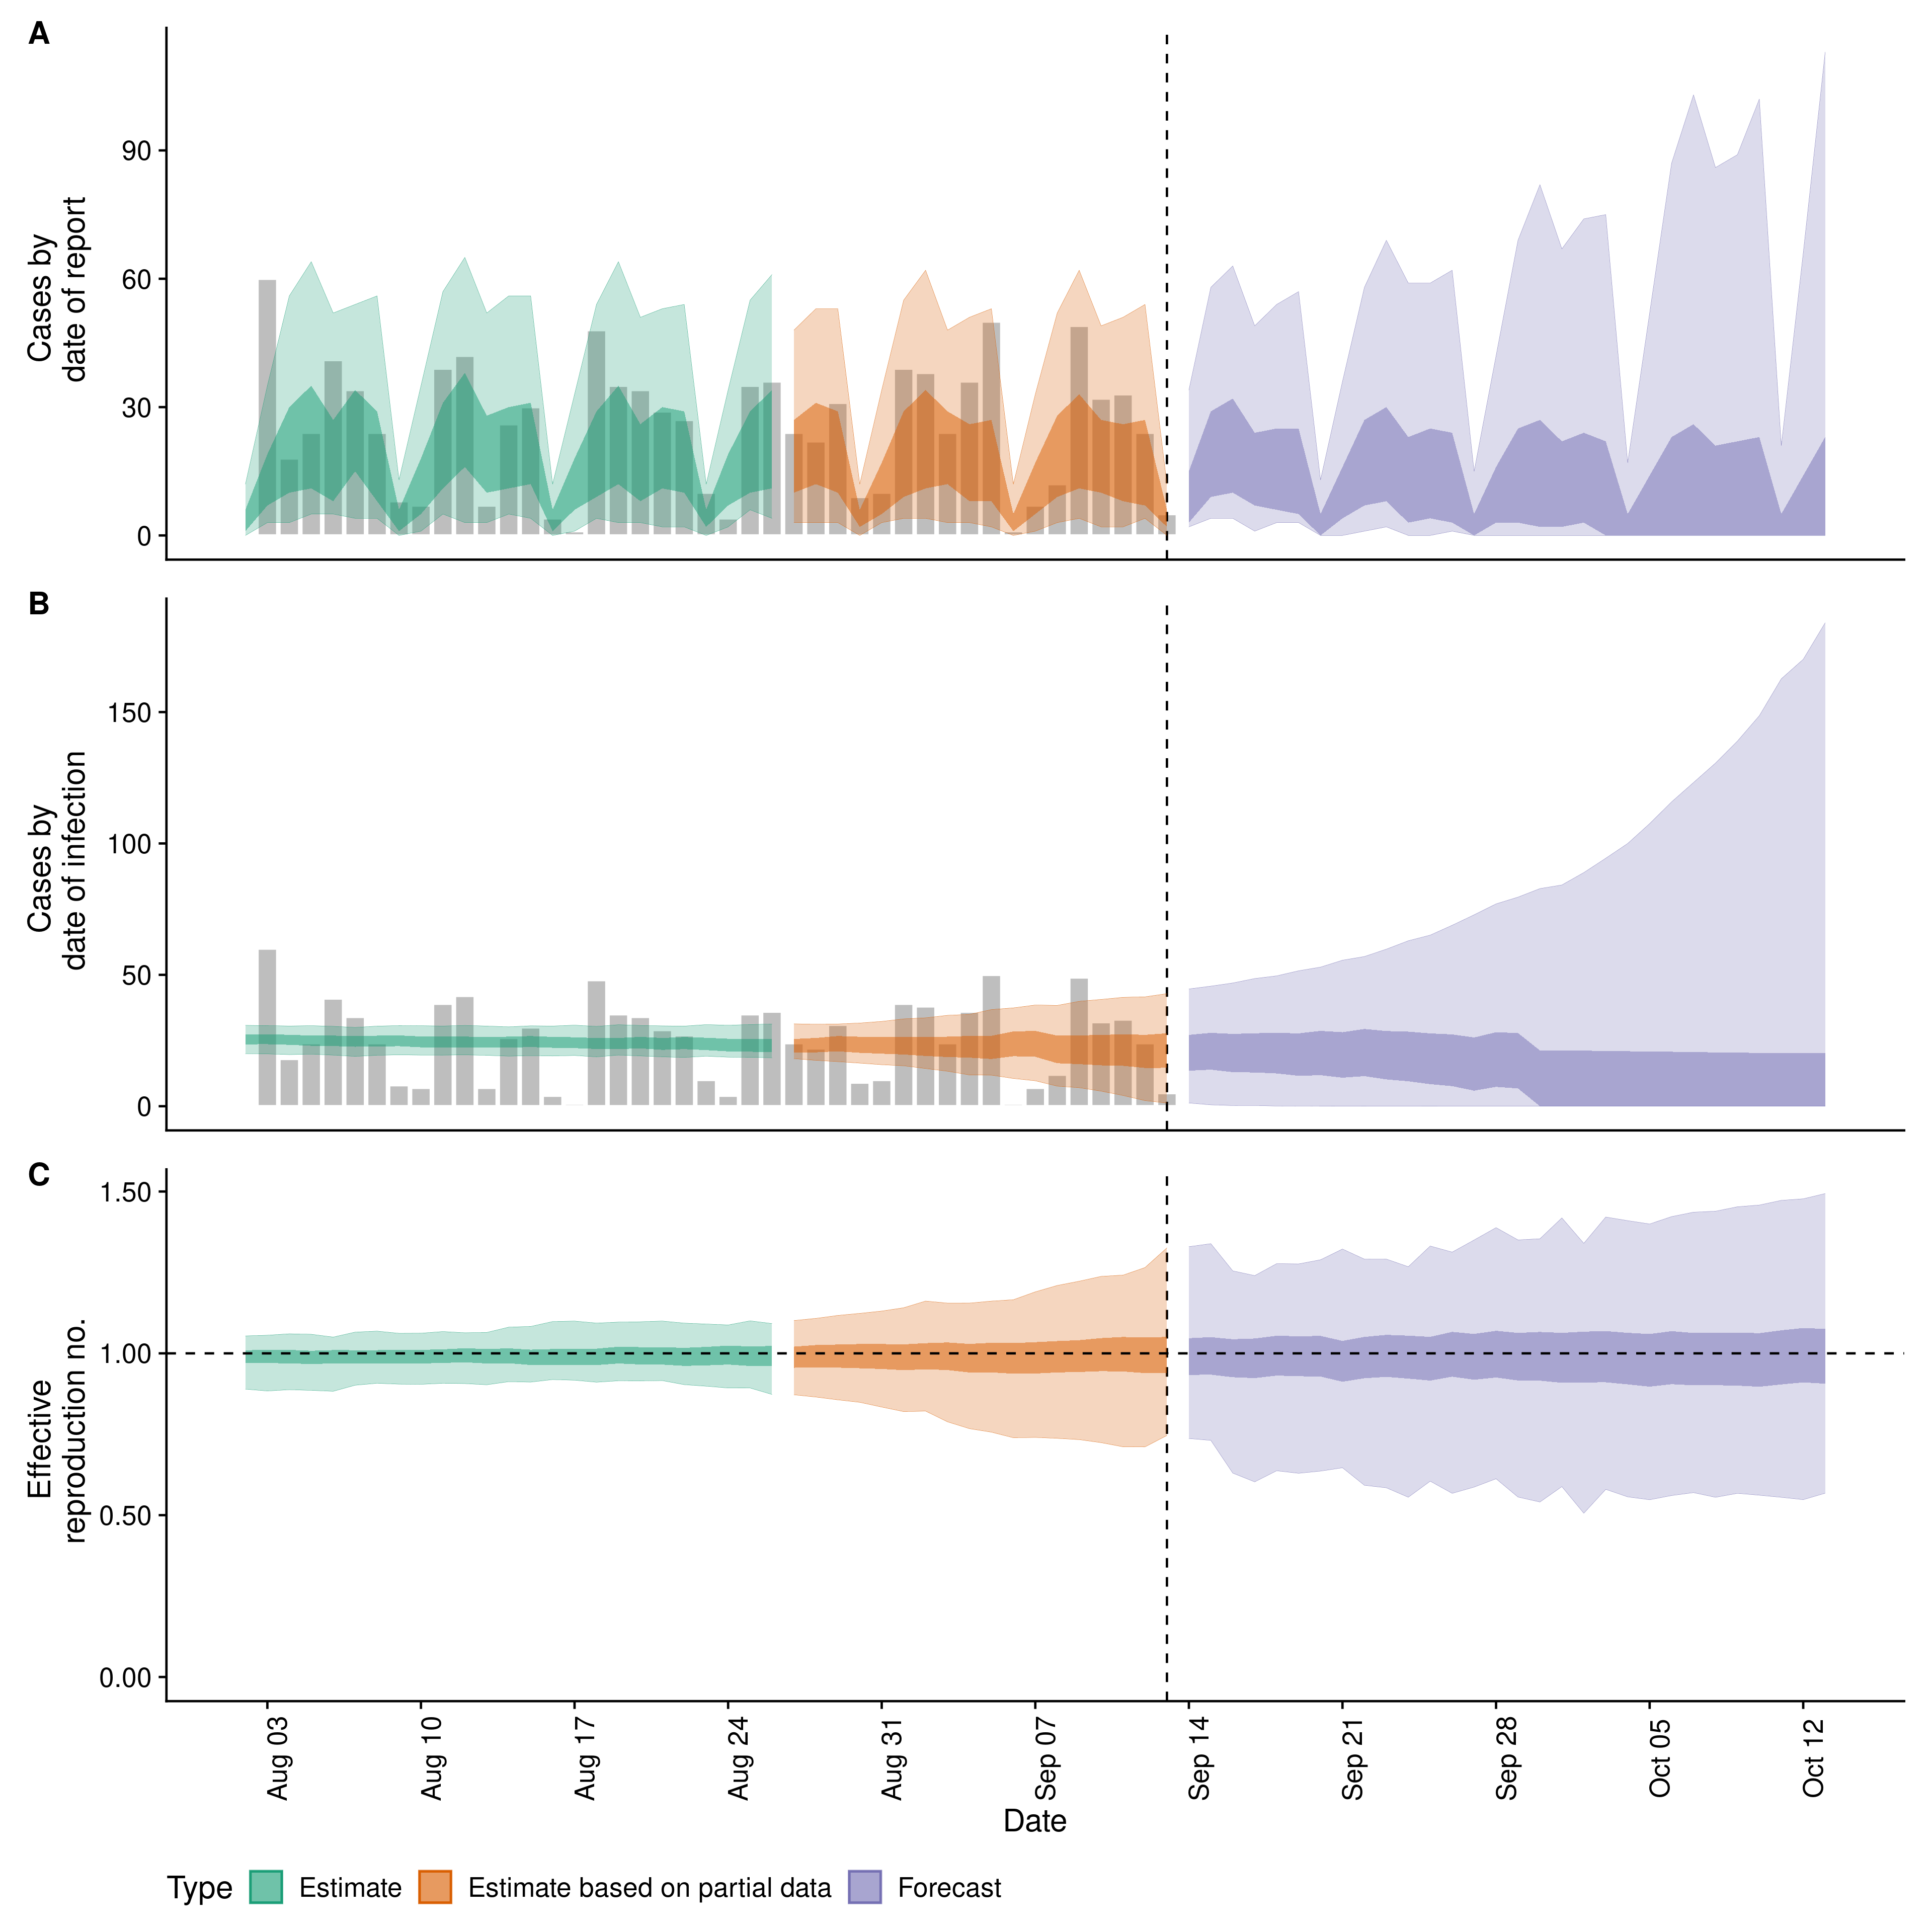 A
Cases by
date of report
90
60
30
0
B
Cases by
date of infection
150
100
50
0
C
Effective
reproduction no.
1.50
1.00
0.50
0.00
Aug 03
Aug 10
Aug 17
Aug 24
Aug 31
Sep 07
Sep 14
Sep 21
Sep 28
Oct 05
Oct 12
Date
Type Estimate Estimate based on partial data Forecast